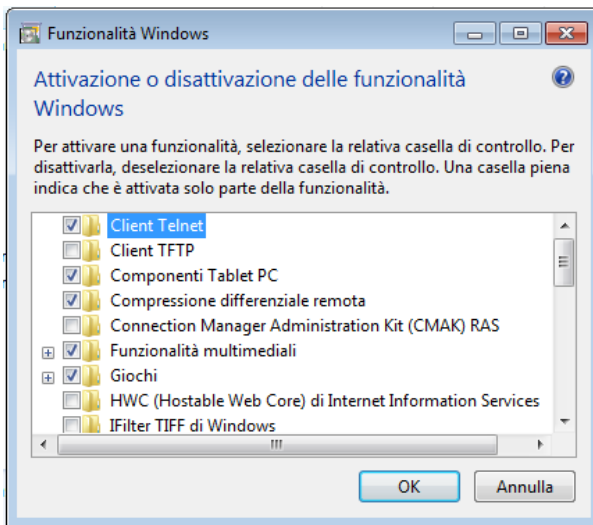 Funzionalità Windows
Attivazione o disattivazione delle funzionalità
Windows
Per attivare una funzionalità, selezionare la relativa casella di controllo. Per
disattivarla, deselezionare la relativa casella di controllo. Una casella piena
indica che è attivata solo parte della funzionalità.
Client Telnet
Client TFTP
Componenti Tablet PC
Compressione differenziale remota
Connection Manager Administration Kit (CMAK) RAS
Funzionalità multimediali
Giochi
HWC (Hostable Web Core) di Internet Information Services
IFilter TIFF di Windows
OK Annulla